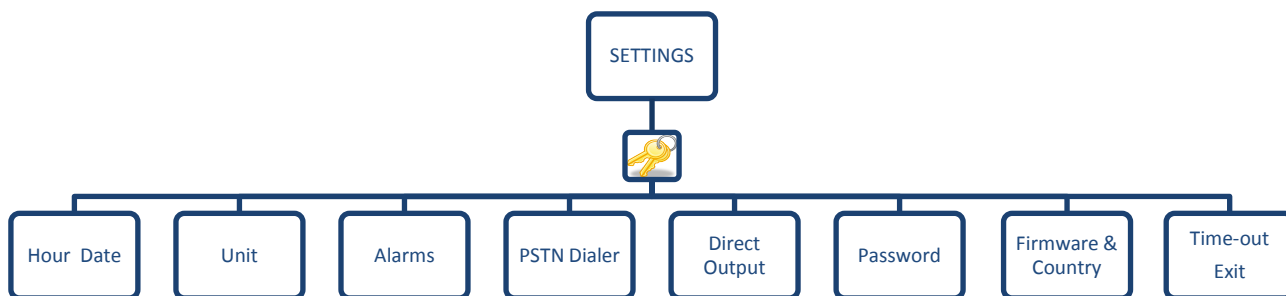 SETTINGS
Hour  Date
Unit
Alarms
PSTN Dialer
Direct
Output
Password
Firmware &
Country
Time-out
Exit